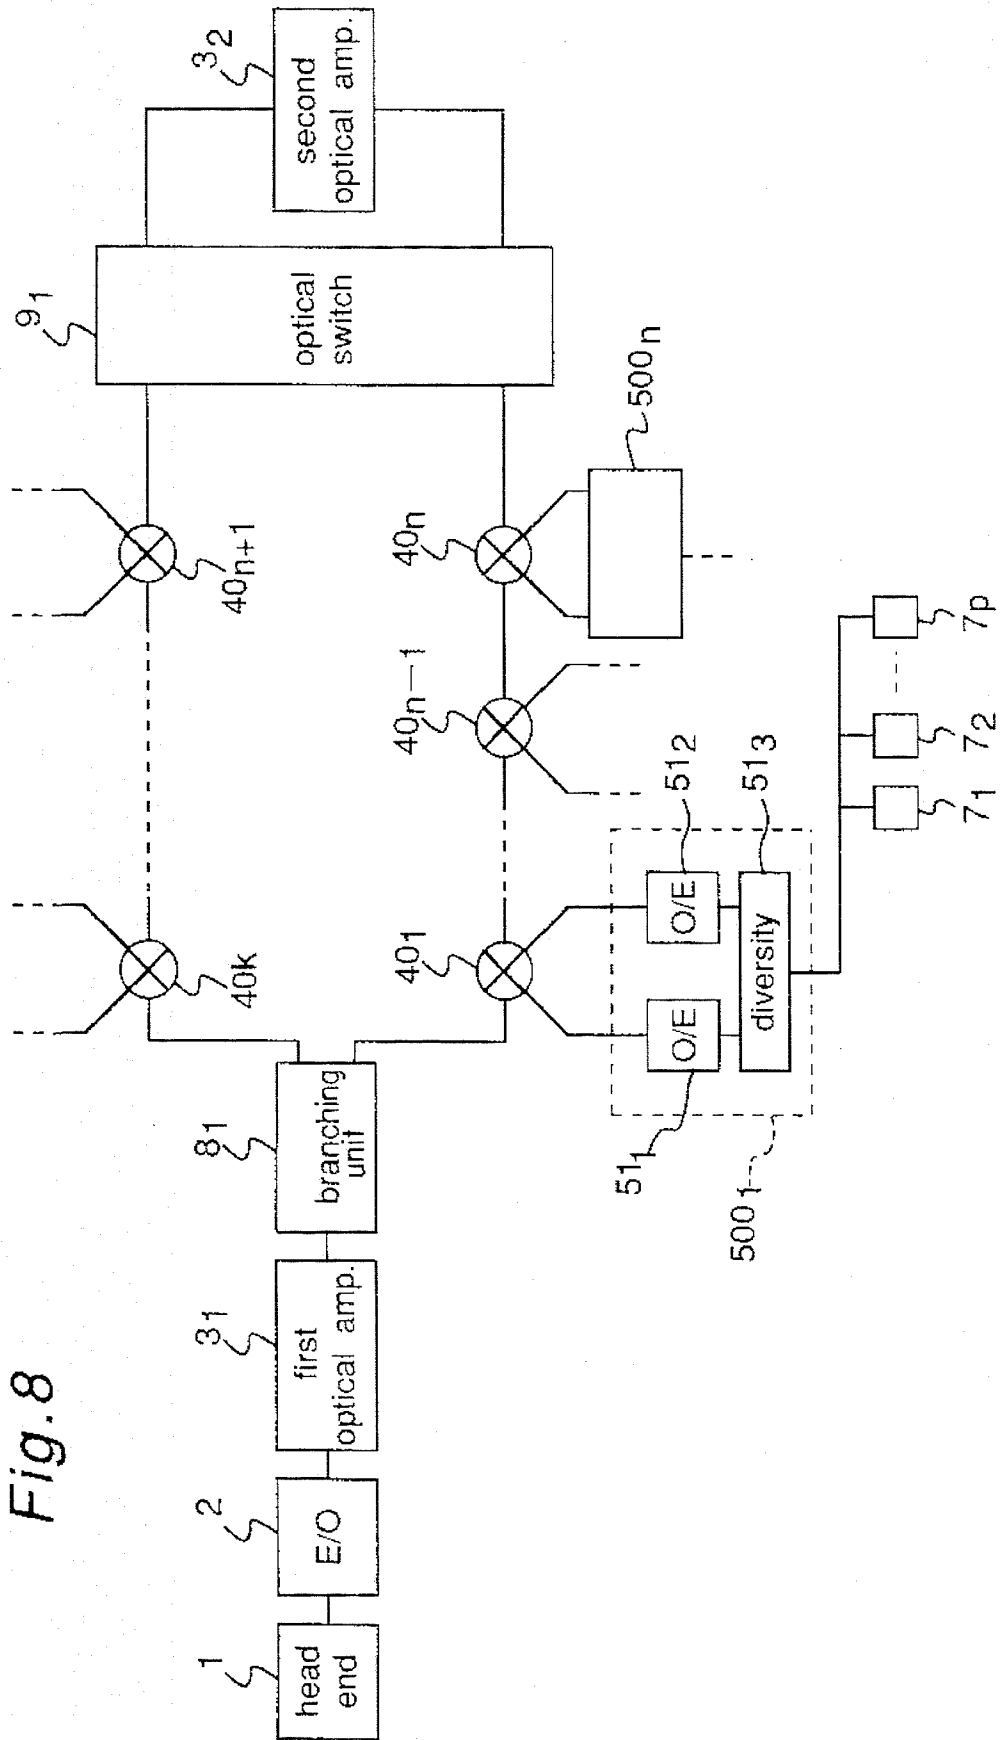 Fig.8
1
head
end
2
E/O
3₁
first
optical amp.
8₁
branching
unit
40k
40n+1
9₁
optical
switch
3₂
second
optical amp.
40₁
40n—1
40n
500n
51₁
O/E
51₂
O/E
51₃
diversity
500₁
7₁
7₂
7p